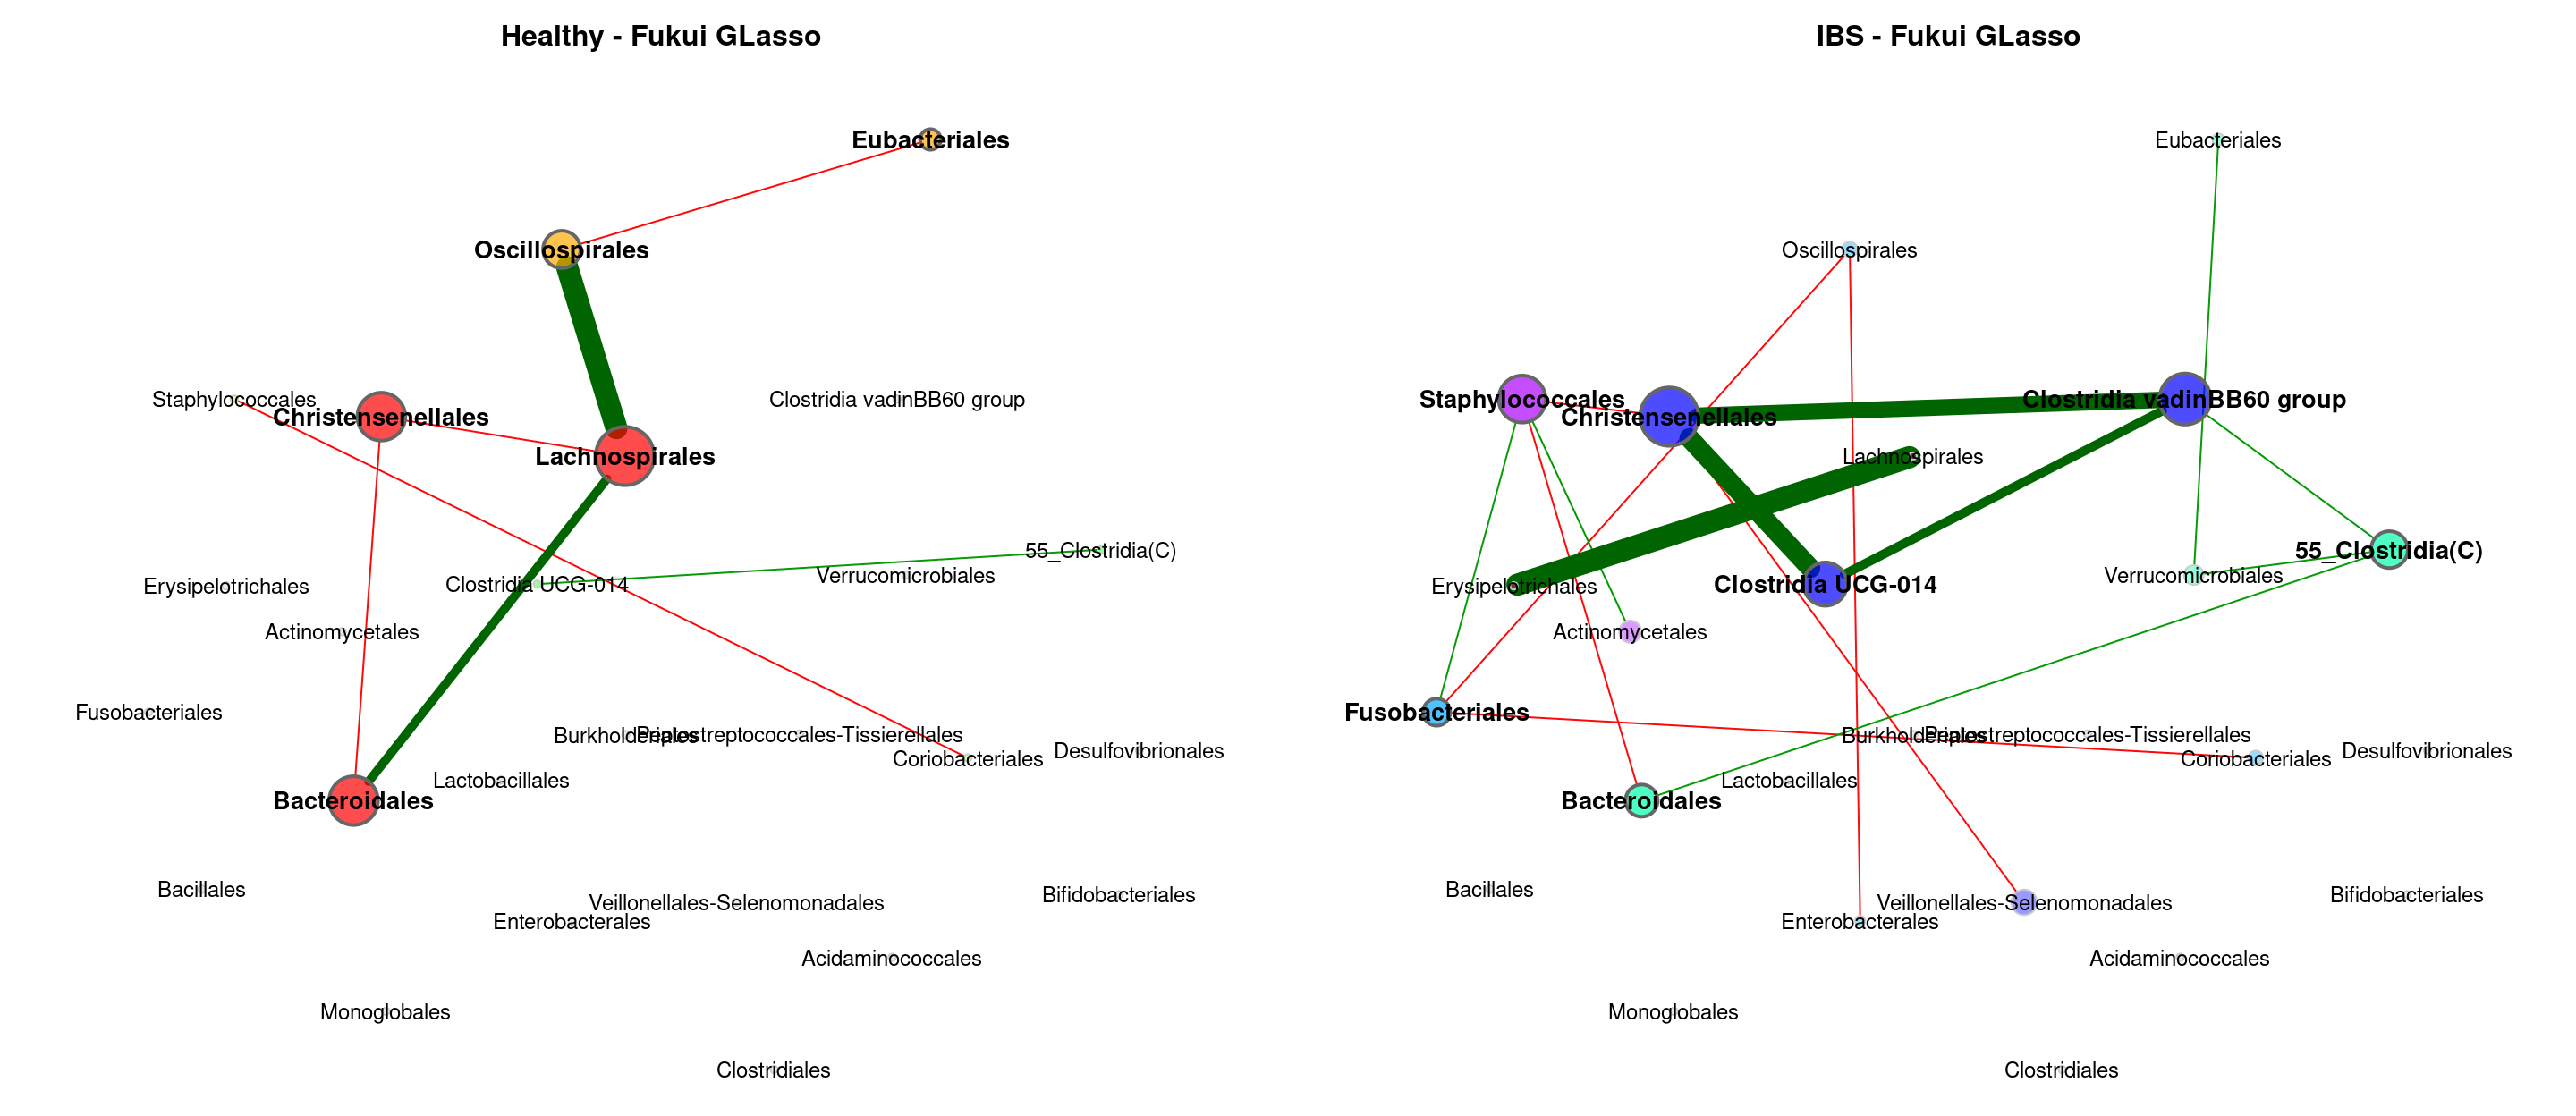 Healthy - Fukui GLasso
Eubacteriales
Oscillospirales
Staphylococcales
Clostridia vadinBB60 group
Christensenellales
Lachnospirales
55_Clostridia(C)
Verrucomicrobiales
Erysipelotrichales
Clostridia UCG-014
Actinomycetales
Fusobacteriales
Burkholderiales
Peptostreptococcales-Tissierellales
Desulfovibrionales
Coriobacteriales
Lactobacillales
Bacteroidales
Bacillales
Bifidobacteriales
Veillonellales-Selenomonadales
Enterobacterales
Acidaminococcales
Monoglobales
Clostridiales
IBS - Fukui GLasso
Eubacteriales
Oscillospirales
Staphylococcales
Clostridia vadinBB60 group
Christensenellales
Lachnospirales
55_Clostridia(C)
Verrucomicrobiales
Erysipelotrichales
Clostridia UCG-014
Actinomycetales
Fusobacteriales
Burkholderiales
Peptostreptococcales-Tissierellales
Desulfovibrionales
Coriobacteriales
Lactobacillales
Bacteroidales
Bacillales
Bifidobacteriales
Veillonellales-Selenomonadales
Enterobacterales
Acidaminococcales
Monoglobales
Clostridiales